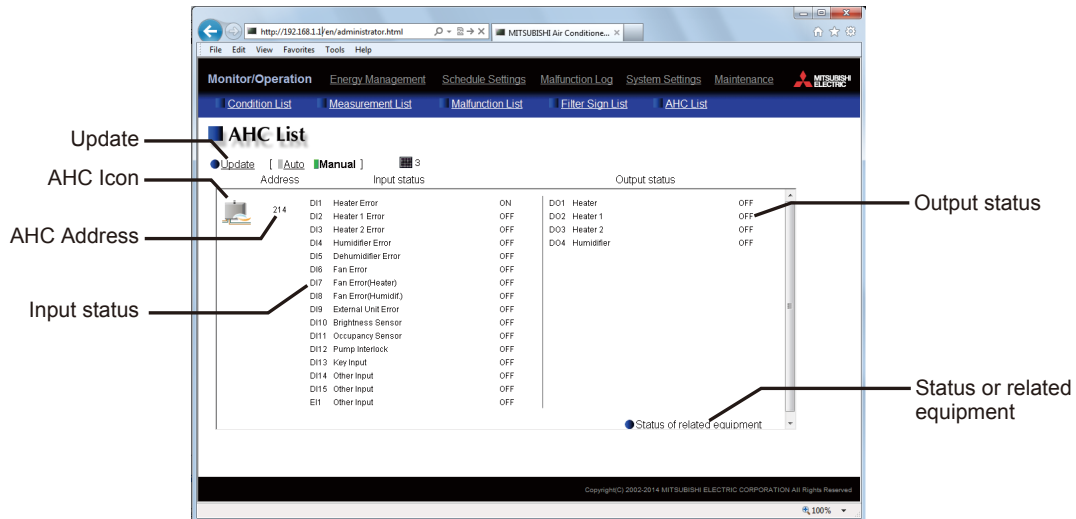 http://192.168.1.1/en/administrator.html
MITSUBISHI Air Conditione...
File Edit View Favorites Tools Help
Monitor/Operation Energy Management Schedule Settings Malfunction Log System Settings Maintenance
MITSUBISHI
ELECTRIC
Condition List Measurement List Malfunction List Filter Sign List AHC List
AHC List
Update [ Auto Manual ] 3
Address Input status Output status
214
DI1 Heater Error ON DO1 Heater OFF
DI2 Heater 1 Error OFF DO2 Heater 1 OFF
DI3 Heater 2 Error OFF DO3 Heater 2 OFF
DI4 Humidifier Error OFF DO4 Humidifier OFF
DI5 Dehumidifier Error OFF
DI6 Fan Error OFF
DI7 Fan Error(Heater) OFF
DI8 Fan Error(Humidif.) OFF
DI9 External Unit Error OFF
DI10 Brightness Sensor OFF
DI11 Occupancy Sensor OFF
DI12 Pump Interlock OFF
DI13 Key Input OFF
DI14 Other Input OFF
DI15 Other Input OFF
EI1 Other Input OFF
Status of related equipment
Copyright(C) 2002-2014 MITSUBISHI ELECTRIC CORPORATION All Rights Reserved
100%
Update
AHC Icon
AHC Address
Input status
Output status
Status or related
equipment